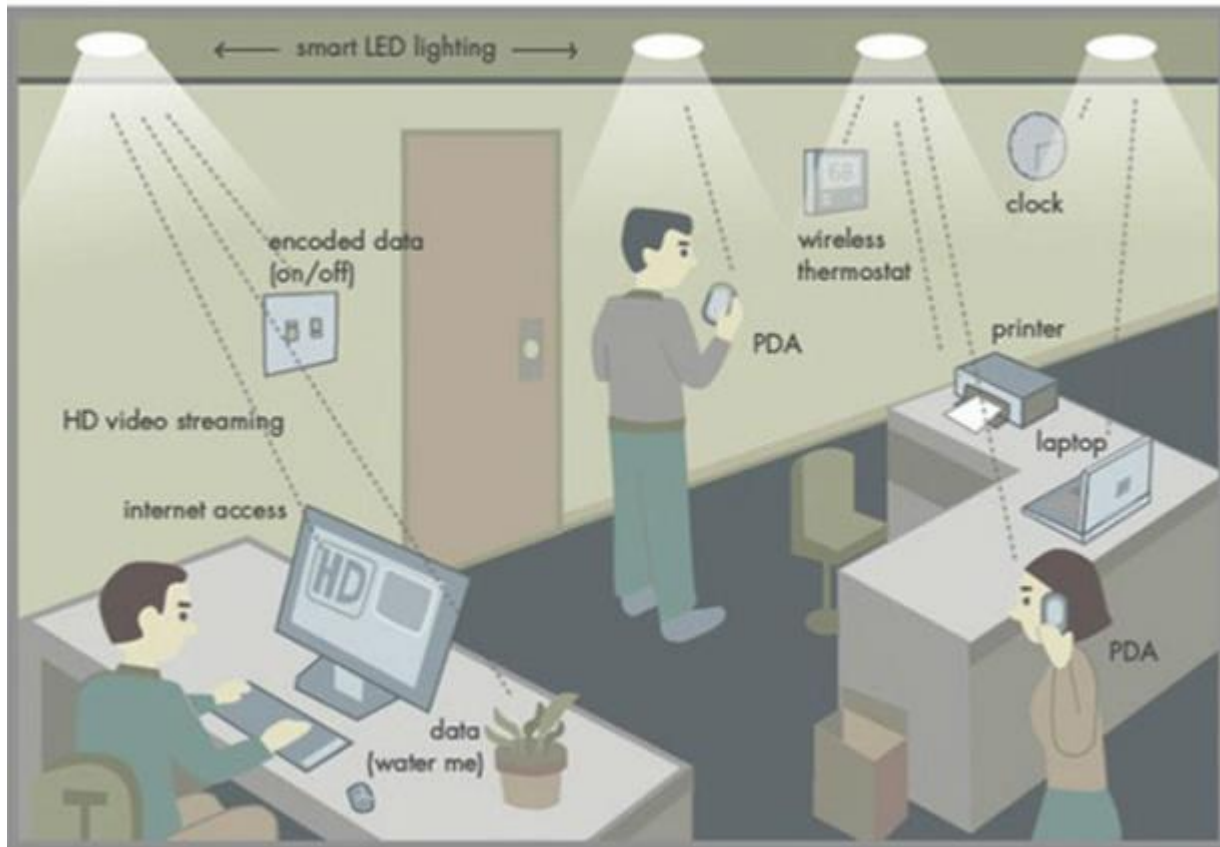 smart LED lighting
encoded data
(on/off)
HD video streaming
internet access
HD
data
(water me)
PDA
68
wireless
thermostat
clock
printer
laptop
PDA